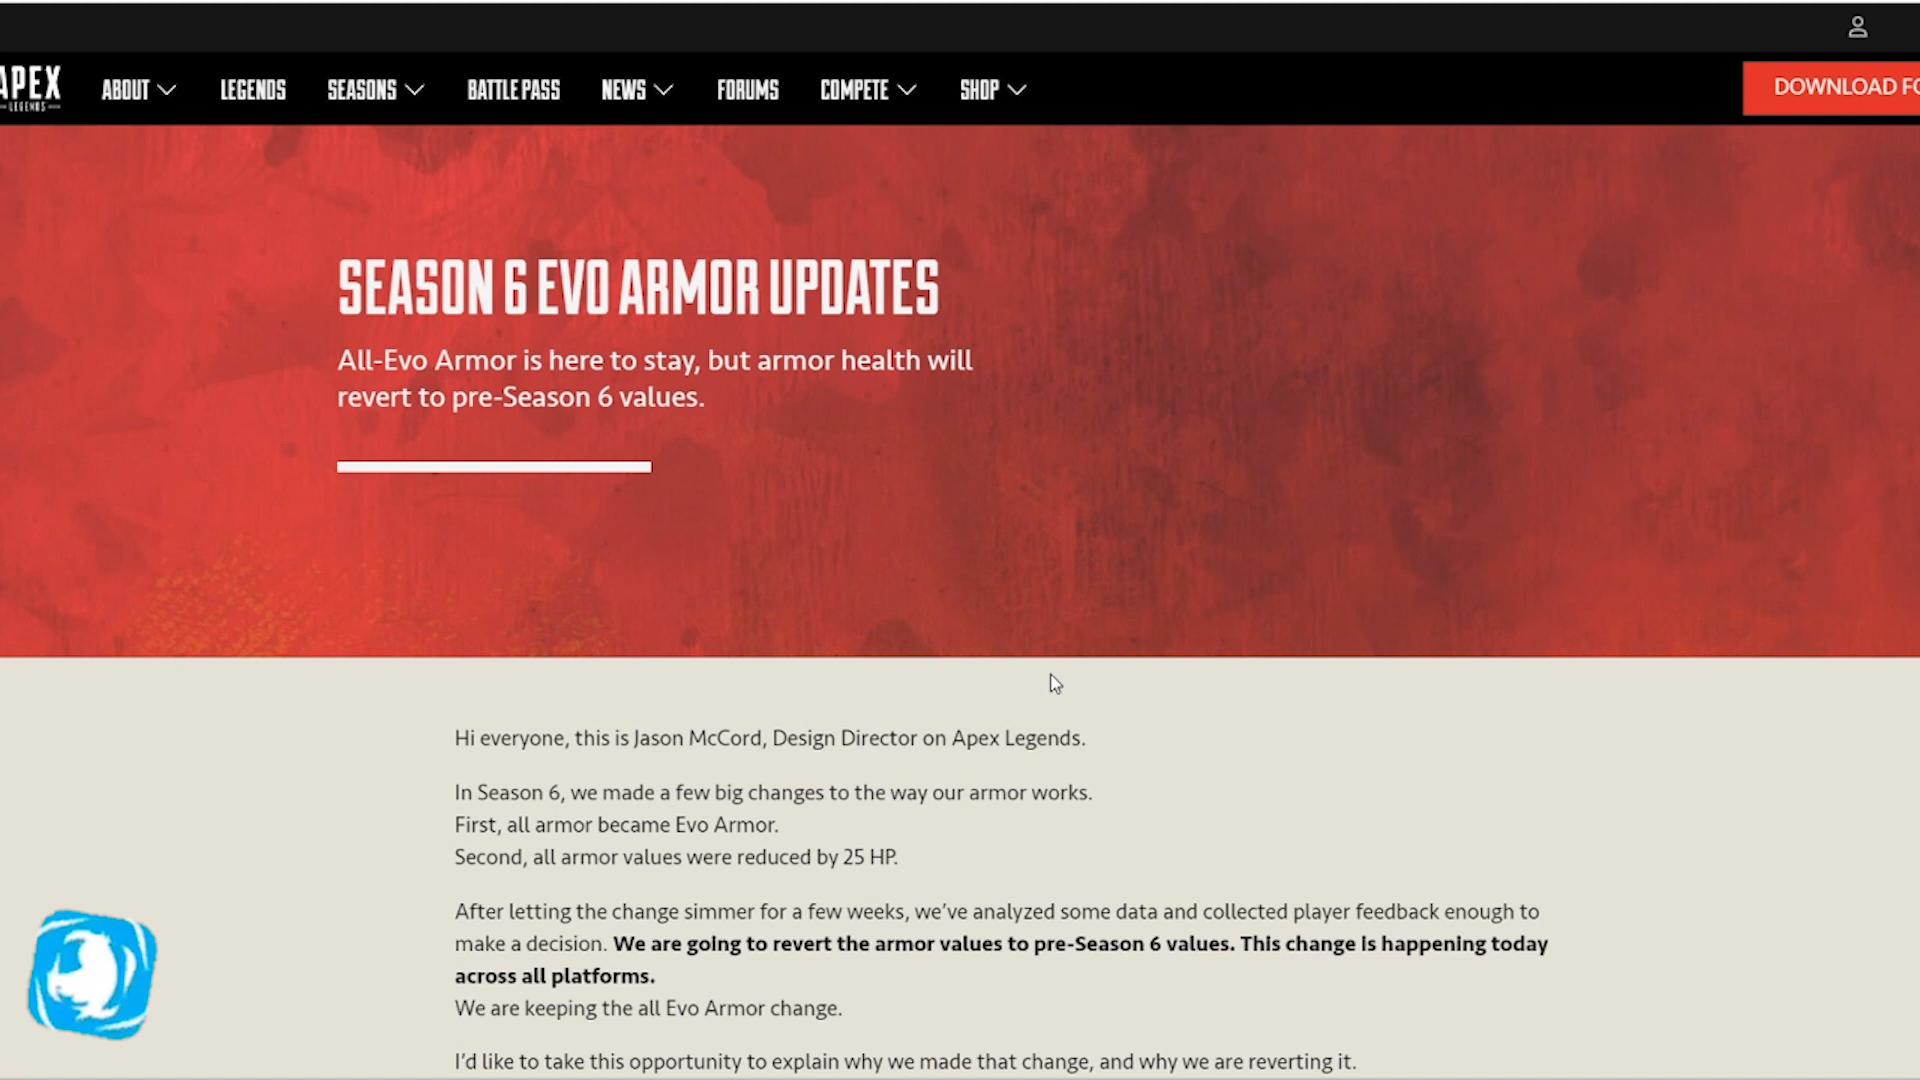 APEX
LEGENDS
ABOUT
LEGENDS
SEASONS
BATTLE PASS
NEWS
FORUMS
COMPETE
SHOP
DOWNLOAD FO
SEASON 6 EVO ARMOR UPDATES
All-Evo Armor is here to stay, but armor health will
revert to pre-Season 6 values.
Hi everyone, this is Jason McCord, Design Director on Apex Legends.
In Season 6, we made a few big changes to the way our armor works.
First, all armor became Evo Armor.
Second, all armor values were reduced by 25 HP.
After letting the change simmer for a few weeks, we've analyzed some data and collected player feedback enough to
make a decision. We are going to revert the armor values to pre-Season 6 values. This change is happening today
across all platforms.
We are keeping the all Evo Armor change.
I'd like to take this opportunity to explain why we made that change, and why we are reverting it.